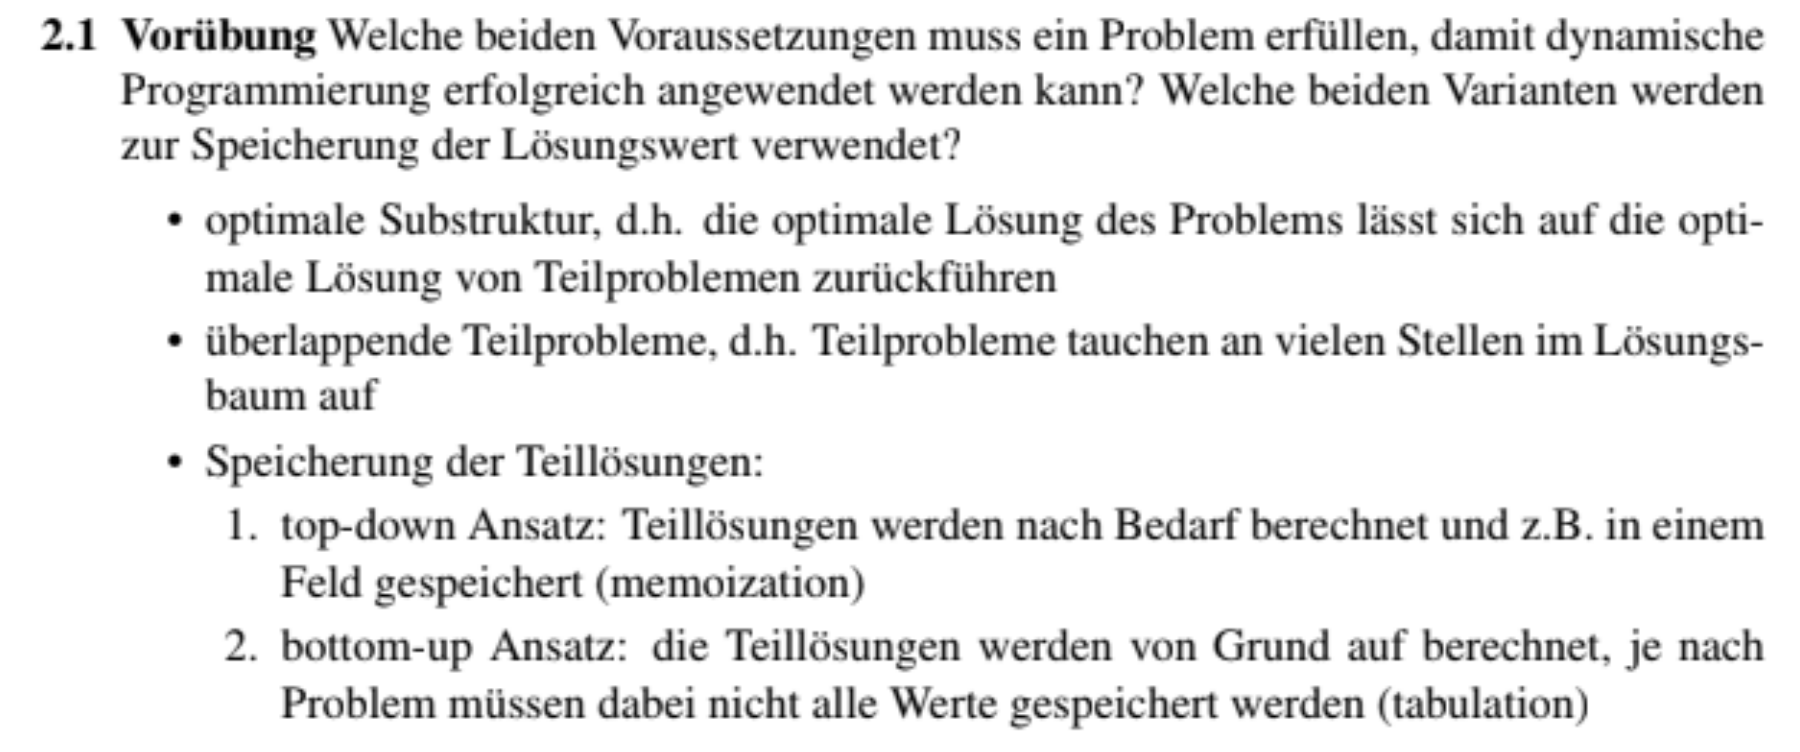 2.1 Vorübung Welche beiden Voraussetzungen muss ein Problem erfüllen, damit dynamische
Programmierung erfolgreich angewendet werden kann? Welche beiden Varianten werden
zur Speicherung der Lösungswert verwendet?
• optimale Substruktur, d.h. die optimale Lösung des Problems lässt sich auf die opti-
male Lösung von Teilproblemen zurückführen
• überlappende Teilprobleme, d.h. Teilprobleme tauchen an vielen Stellen im Lösungs-
baum auf
• Speicherung der Teillösungen:
1. top-down Ansatz: Teillösungen werden nach Bedarf berechnet und z.B. in einem
Feld gespeichert (memoization)
2. bottom-up Ansatz: die Teillösungen werden von Grund auf berechnet, je nach
Problem müssen dabei nicht alle Werte gespeichert werden (tabulation)